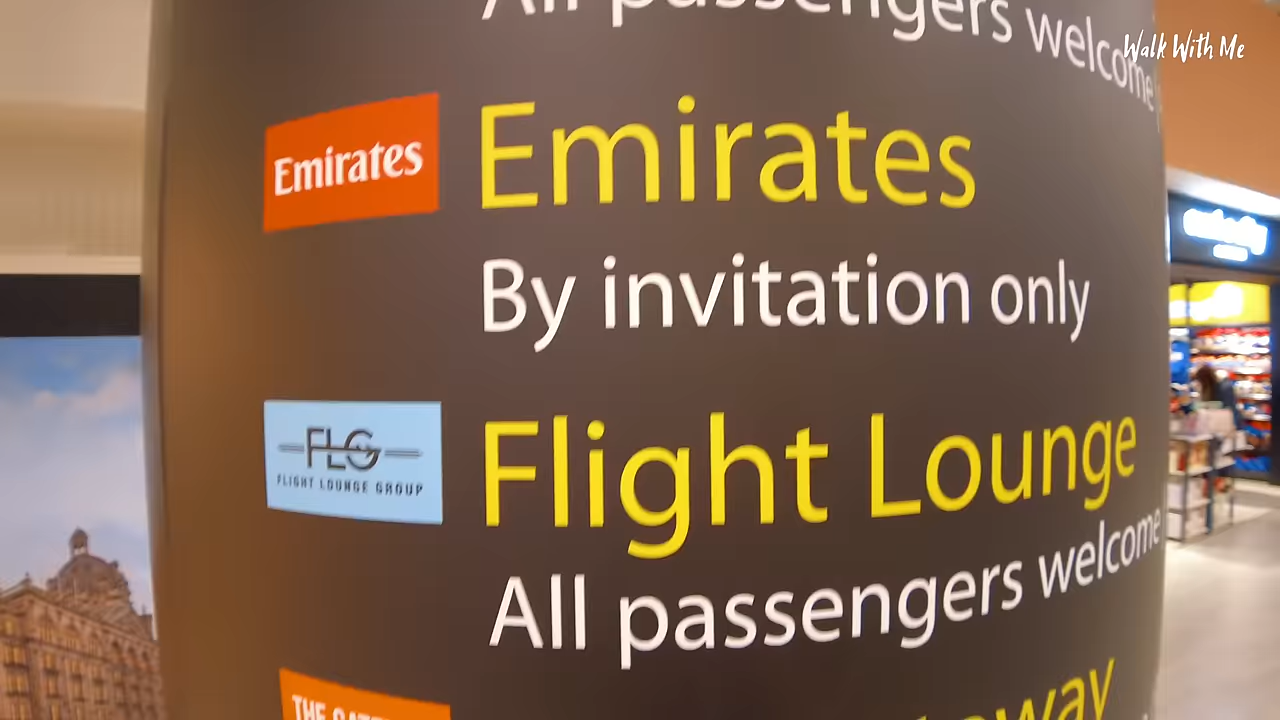 All passengers welcome
Walk With Me
Emirates
Emirates
By invitation only
FLG
FLIGHT LOUNGE GROUP
Flight Lounge
All passengers welcome
THE